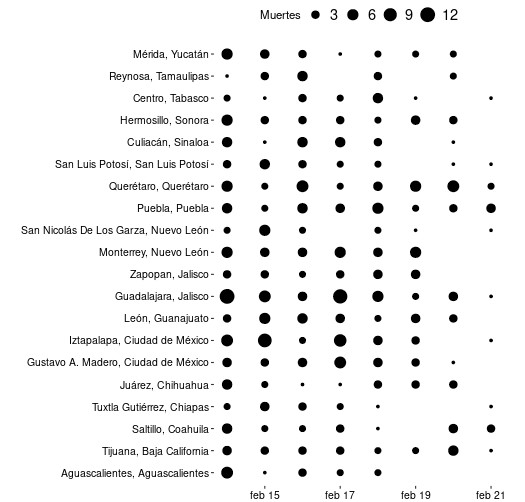 Muertes 3 6 9 12
Mérida, Yucatán
Reynosa, Tamaulipas
Centro, Tabasco
Hermosillo, Sonora
Culiacán, Sinaloa
San Luis Potosí, San Luis Potosí
Querétaro, Querétaro
Puebla, Puebla
San Nicolás De Los Garza, Nuevo León
Monterrey, Nuevo León
Zapopan, Jalisco
Guadalajara, Jalisco
León, Guanajuato
Iztapalapa, Ciudad de México
Gustavo A. Madero, Ciudad de México
Juárez, Chihuahua
Tuxtla Gutiérrez, Chiapas
Saltillo, Coahuila
Tijuana, Baja California
Aguascalientes, Aguascalientes
feb 15 feb 17 feb 19 feb 21